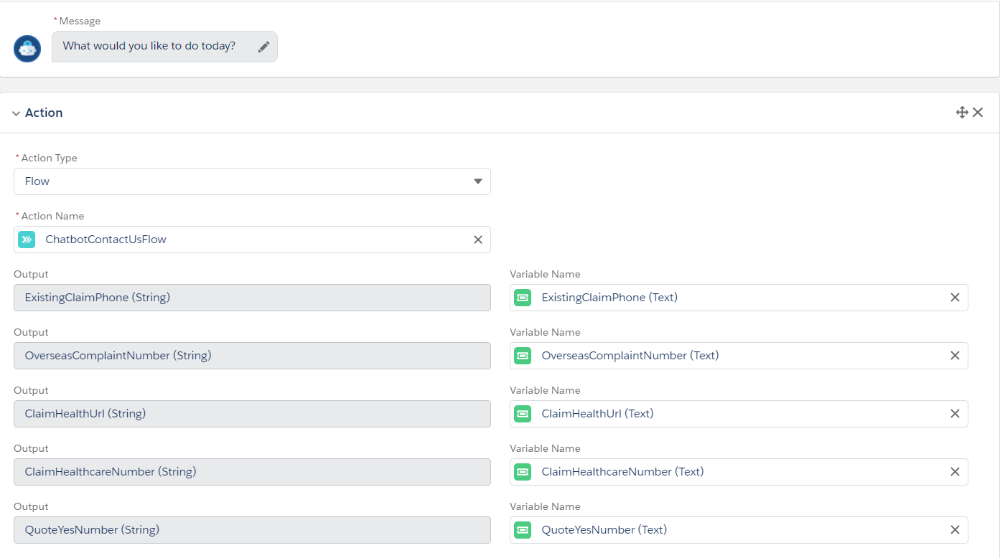 * Message
What would you like to do today?
Action
* Action Type
Flow
* Action Name
ChatbotContactUsFlow
Output Variable Name
ExistingClaimPhone (String) ExistingClaimPhone (Text)
Output Variable Name
OverseasComplaintNumber (String) OverseasComplaintNumber (Text)
Output Variable Name
ClaimHealthUrl (String) ClaimHealthUrl (Text)
Output Variable Name
ClaimHealthcareNumber (String) ClaimHealthcareNumber (Text)
Output Variable Name
QuoteYesNumber (String) QuoteYesNumber (Text)